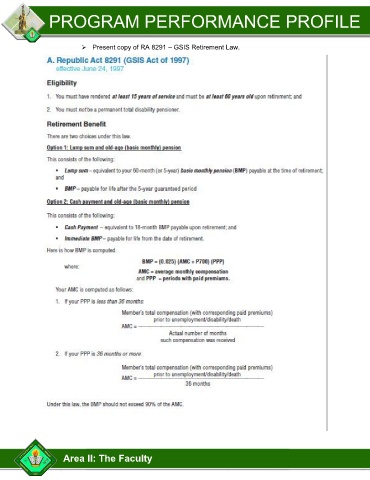 PROGRAM PERFORMANCE PROFILE
➢ Present copy of RA 8291 – GSIS Retirement Law.
A. Republic Act 8291 (GSIS Act of 1997)
effective June 24, 1997
Eligibility
1. You must have rendered at least 15 years of service and must be at least 60 years old upon retirement; and
2. You must not be a permanent total disability pensioner.
Retirement Benefit
There are two choices under this law.
Option 1: Lump sum and old-age (basic monthly) pension
This consists of the following:
• Lump sum – equivalent to your 60-month (or 5-year) basic monthly pension (BMP) payable at the time of retirement;
and
• BMP – payable for life after the 5-year guaranteed period
Option 2: Cash payment and old-age (basic monthly) pension
This consists of the following:
• Cash Payment – equivalent to 18-month BMP payable upon retirement; and
• Immediate BMP – payable for life from the date of retirement.
Here is how BMP is computed.
BMP = (0.025) (AMC + P700) (PPP)
where:
AMC = average monthly compensation
and PPP = periods with paid premiums.
Your AMC is computed as follows:
1. If your PPP is less than 36 months:
Member's total compensation (with corresponding paid premiums)
prior to unemployment/disability/death
AMC =
Actual number of months
such compensation was received
2. If your PPP is 36 months or more:
Member's total compensation (with corresponding paid premiums)
prior to unemployment/disability/death
AMC =
36 months
Under this law, the BMP should not exceed 90% of the AMC.
Area II: The Faculty